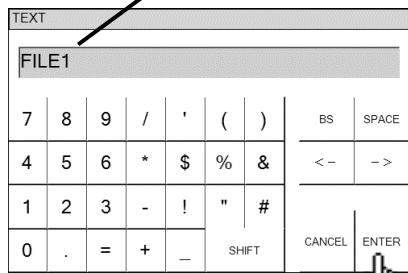 TEXT
FILE1
7 8 9 / ' ( ) BS SPACE
4 5 6 * $ % & <- ->
1 2 3 - ! " #
0 . = + _ SHIFT CANCEL ENTER